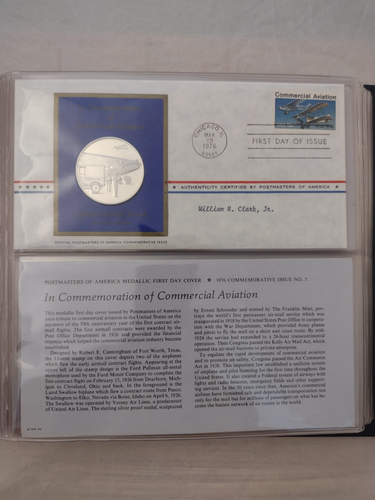 Commercial Aviation
CHICAGO, IL
MAR
19
1976
FIRST DAY OF ISSUE
AUTHENTICITY CERTIFIED BY POSTMASTERS OF AMERICA
William R. Clark, Jr.
OFFICIAL POSTMASTERS OF AMERICA COMMEMORATIVE ISSUE
POSTMASTERS OF AMERICA MEDALLIC FIRST DAY COVER • 1976 COMMEMORATIVE ISSUE NO. 5
In Commemoration of Commercial Aviation
This medallic first day cover issued by Postmasters of America
pays tribute to commercial aviation in the United States on the
occasion of the 50th anniversary year of the first contract air-
mail flights. The first airmail contracts were awarded by the
Post Office Department in 1926 and provided the financial
impetus which helped the commercial aviation industry become
established.
Designed by Robert E. Cunningham of Fort Worth, Texas,
the 13-cent stamp on this cover depicts two of the airplanes
which flew the early airmail contract flights. Appearing at the
upper left of the stamp design is the Ford Pullman all-metal
monoplane used by the Ford Motor Company to complete the
first contract flight on February 15, 1926 from Dearborn, Mich-
igan to Cleveland, Ohio and back. In the foreground is the
Laird Swallow biplane which flew a contract route from Pasco,
Washington to Elko, Nevada via Boise, Idaho on April 6, 1926.
The Swallow was operated by Varney Air Lines, a predecessor
of United Air Lines. The sterling silver proof medal, sculptured
by Ernest Schroeder and minted by The Franklin Mint, por-
trays the world's first permanent air-mail service which was
inaugurated in 1918 by the United States Post Office in coopera-
tion with the War Department, which provided Army planes
and pilots to fly the mail on a short east coast route. By mid-
1924 the service had expanded to a 24-hour transcontinental
operation. Then Congress passed the Kelly Air Mail Act, which
opened the air-mail business to private enterprise.
To regulate the rapid development of commercial aviation
and to promote air safety, Congress passed the Air Commerce
Act in 1926. This important law established a uniform system
of airplane and pilot licensing for the first time throughout the
United States. It also created a Federal system of airways with
lights and radio beacons, emergency fields and other support-
ing services. In the 50 years since then, America's commercial
airlines have furnished safe and dependable transportation not
only for the mail but for millions of passengers on what has be-
come the busiest network of air routes in the world.